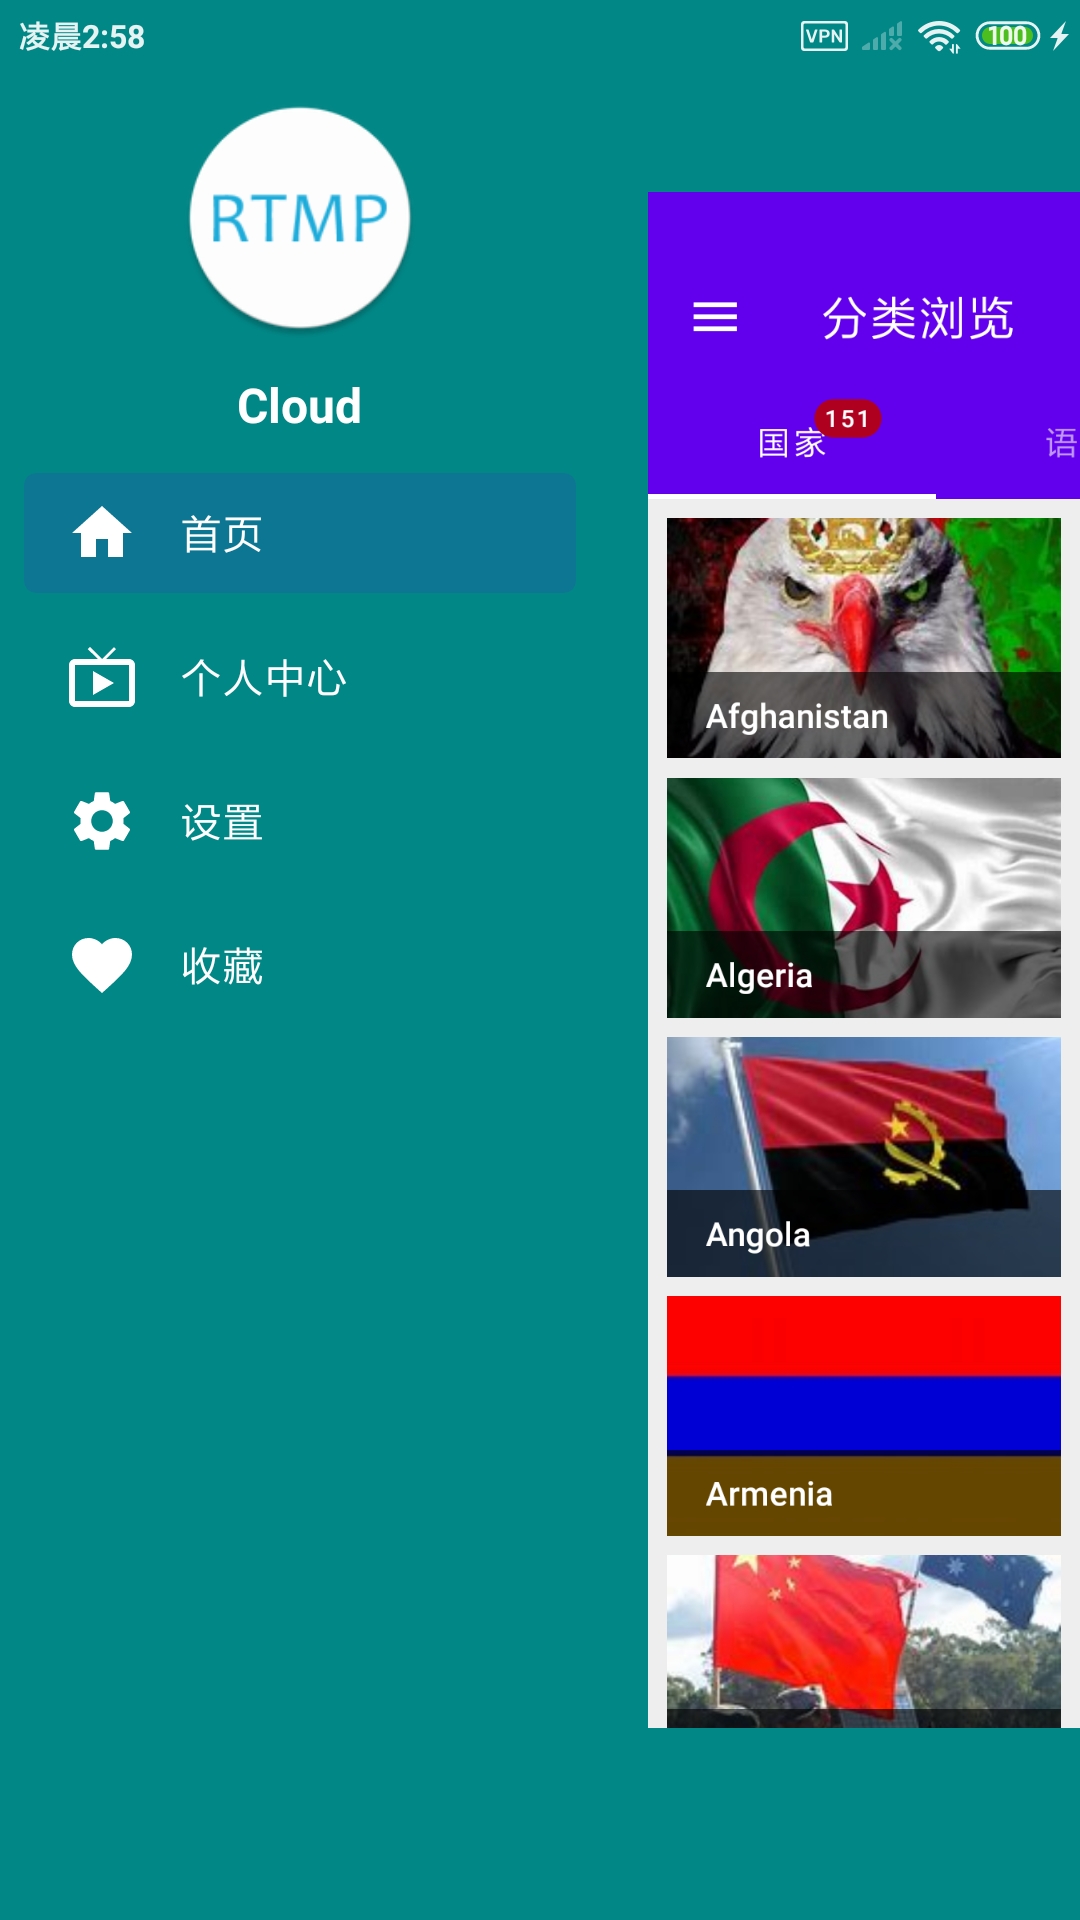 凌晨2:58
VPN
100
RTMP
Cloud
首页
个人中心
设置
收藏
分类浏览
国家
151
语
Afghanistan
Algeria
Angola
Armenia